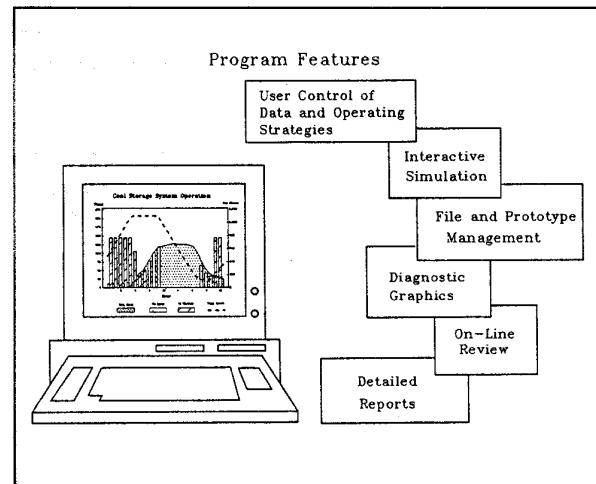 Program Features
User Control of
Data and Operating
Strategies
Interactive
Simulation
File and Prototype
Management
Diagnostic
Graphics
On-Line
Review
Detailed
Reports
Cool Storage System Operation
Hour